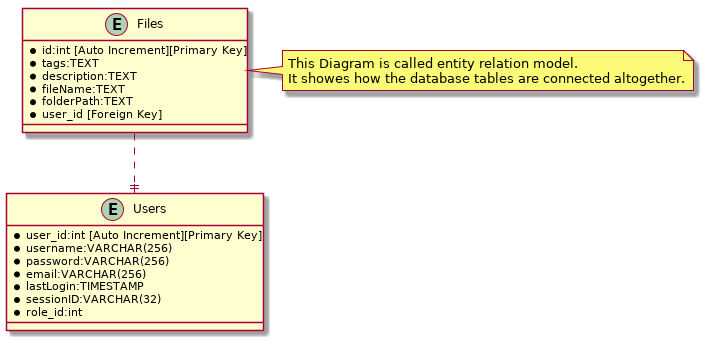 E Files
id:int [Auto Increment][Primary Key]
tags:TEXT
description:TEXT
fileName:TEXT
folderPath:TEXT
user_id [Foreign Key]
This Diagram is called entity relation model.
It showes how the database tables are connected altogether.
E Users
user_id:int [Auto Increment][Primary Key]
username:VARCHAR(256)
password:VARCHAR(256)
email:VARCHAR(256)
lastLogin:TIMESTAMP
sessionID:VARCHAR(32)
role_id:int